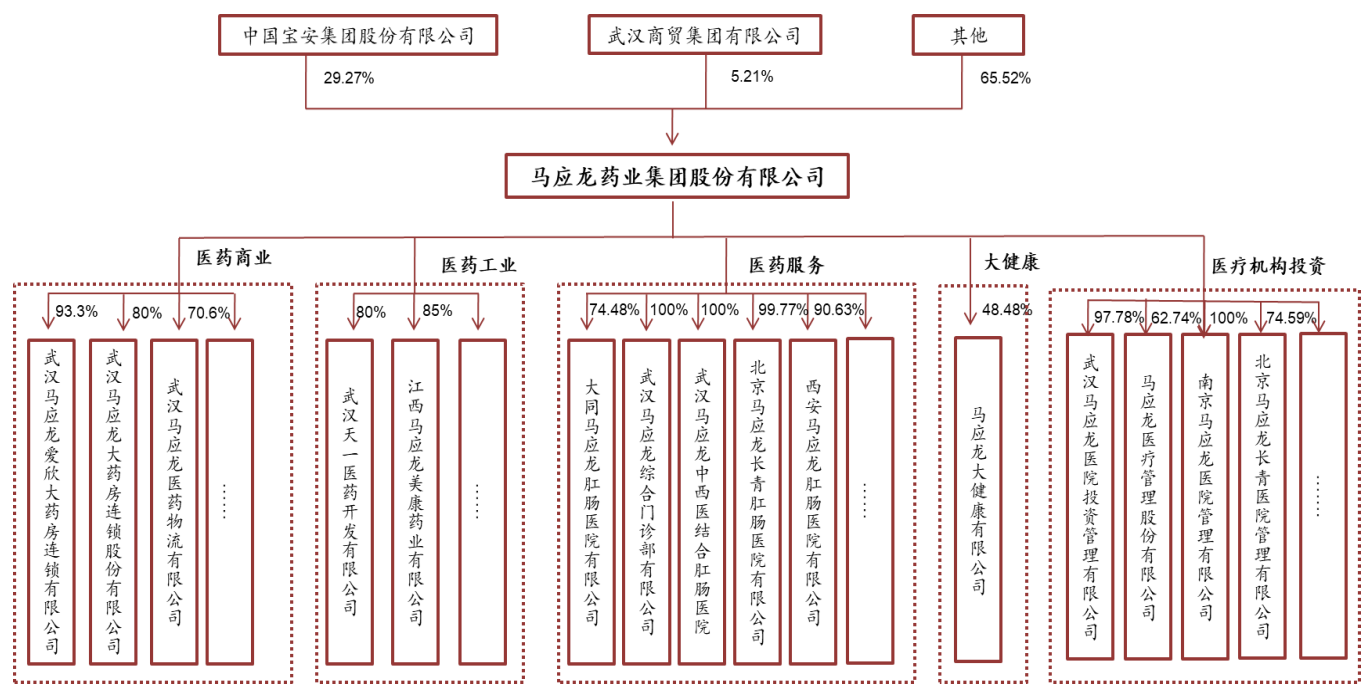 中国宝安集团股份有限公司
武汉商贸集团有限公司
其他
29.27%
5.21%
65.52%
马应龙药业集团股份有限公司
医药商业
医药工业
医药服务
大健康
医疗机构投资
93.3%
80%
70.6%
80%
85%
74.48%
100%
100%
99.77%
90.63%
48.48%
97.78%
62.74%
100%
74.59%
武汉马应龙爱欣大药房连锁有限公司
武汉马应龙大药房连锁股份有限公司
武汉马应龙医药物流有限公司
……
武汉天一医药开发有限公司
江西马应龙美康药业有限公司
……
大同马应龙肛肠医院有限公司
武汉马应龙综合门诊部有限公司
武汉马应龙中西医结合肛肠医院
北京马应龙长青肛肠医院有限公司
西安马应龙肛肠医院有限公司
……
马应龙大健康有限公司
武汉马应龙医院投资管理有限公司
马应龙医疗管理股份有限公司
南京马应龙医院管理有限公司
北京马应龙长青医院管理有限公司
……